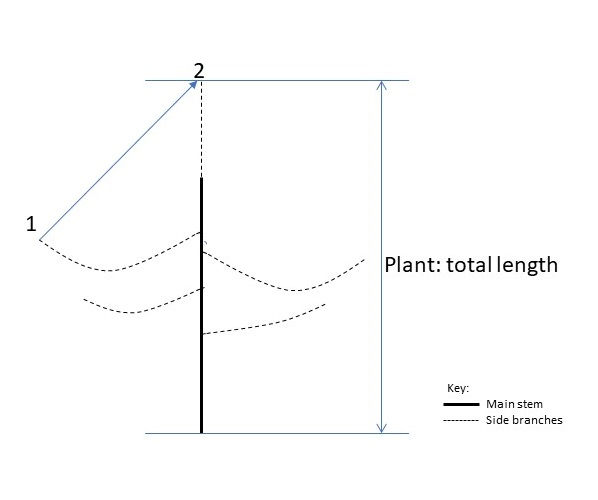 2
1
Plant: total length
Key:
Main stem
Side branches